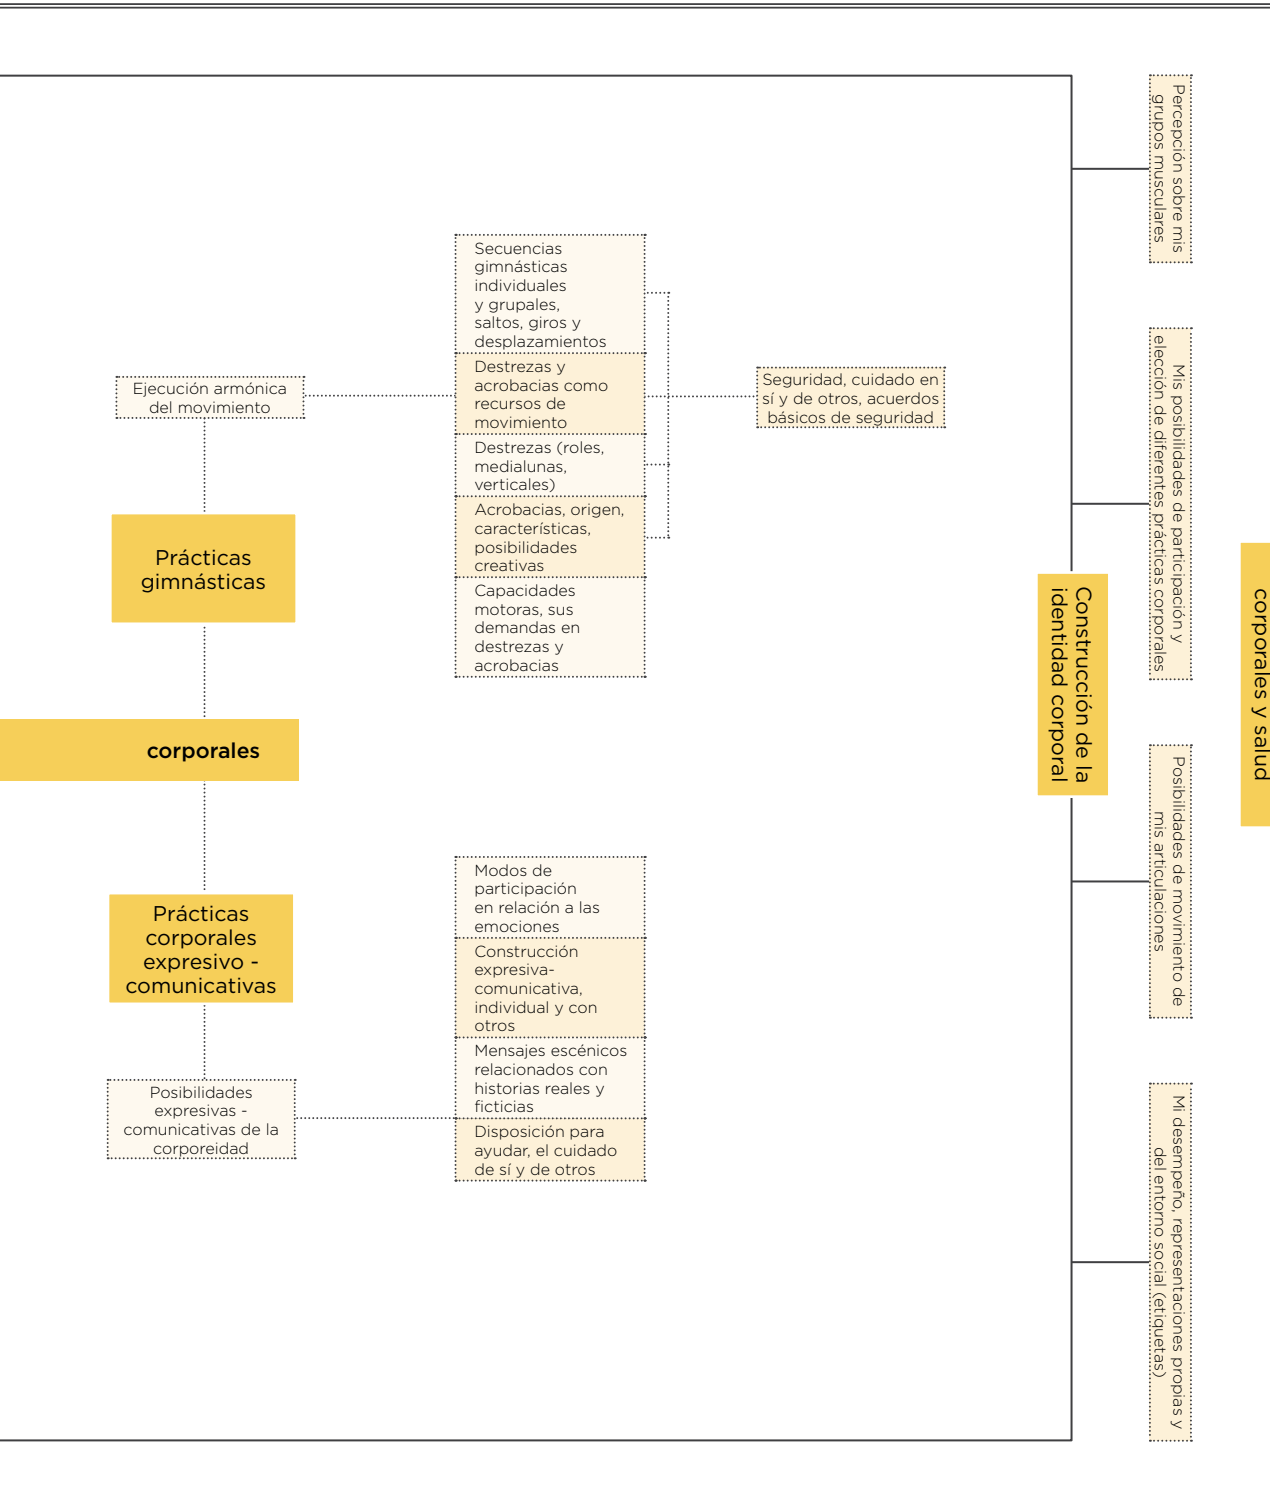 Ejecución armónica
del movimiento
Prácticas
gimnásticas
corporales
Prácticas
corporales
expresivo -
comunicativas
Posibilidades
expresivas -
comunicativas de la
corporeidad
Secuencias
gimnásticas
individuales
y grupales,
saltos, giros y
desplazamientos
Destrezas y
acrobacias como
recursos de
movimiento
Destrezas (roles,
medialunas,
verticales)
Acrobacias, origen,
características,
posibilidades
creativas
Capacidades
motoras, sus
demandas en
destrezas y
acrobacias
Modos de
participación
en relación a las
emociones
Construcción
expresiva-
comunicativa,
individual y con
otros
Mensajes escénicos
relacionados con
historias reales y
ficticias
Disposición para
ayudar, el cuidado
de sí y de otros
Seguridad, cuidado en
sí y de otros, acuerdos
básicos de seguridad
Construcción de la
identidad corporal
Percepción sobre mis
grupos musculares
Mis posibilidades de participación y
elección de diferentes prácticas corporales
Posibilidades de movimiento de
mis articulaciones
Mi desempeño, representaciones propias y
del entorno social (etiquetas)
corporales y salud